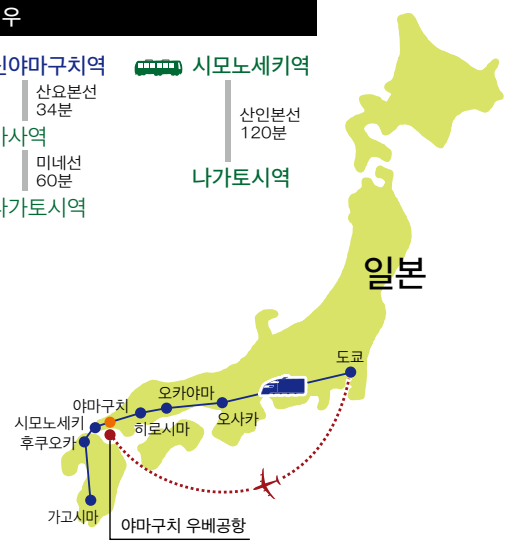 우
신야마구치역
산요본선
34분
아사역
미네선
60분
나가토시역
시모노세키역
산인본선
120분
나가토시역
일본
도쿄
오카야마
야마구치
오사카
시모노세키
히로시마
후쿠오카
가고시마
야마구치 우베공항